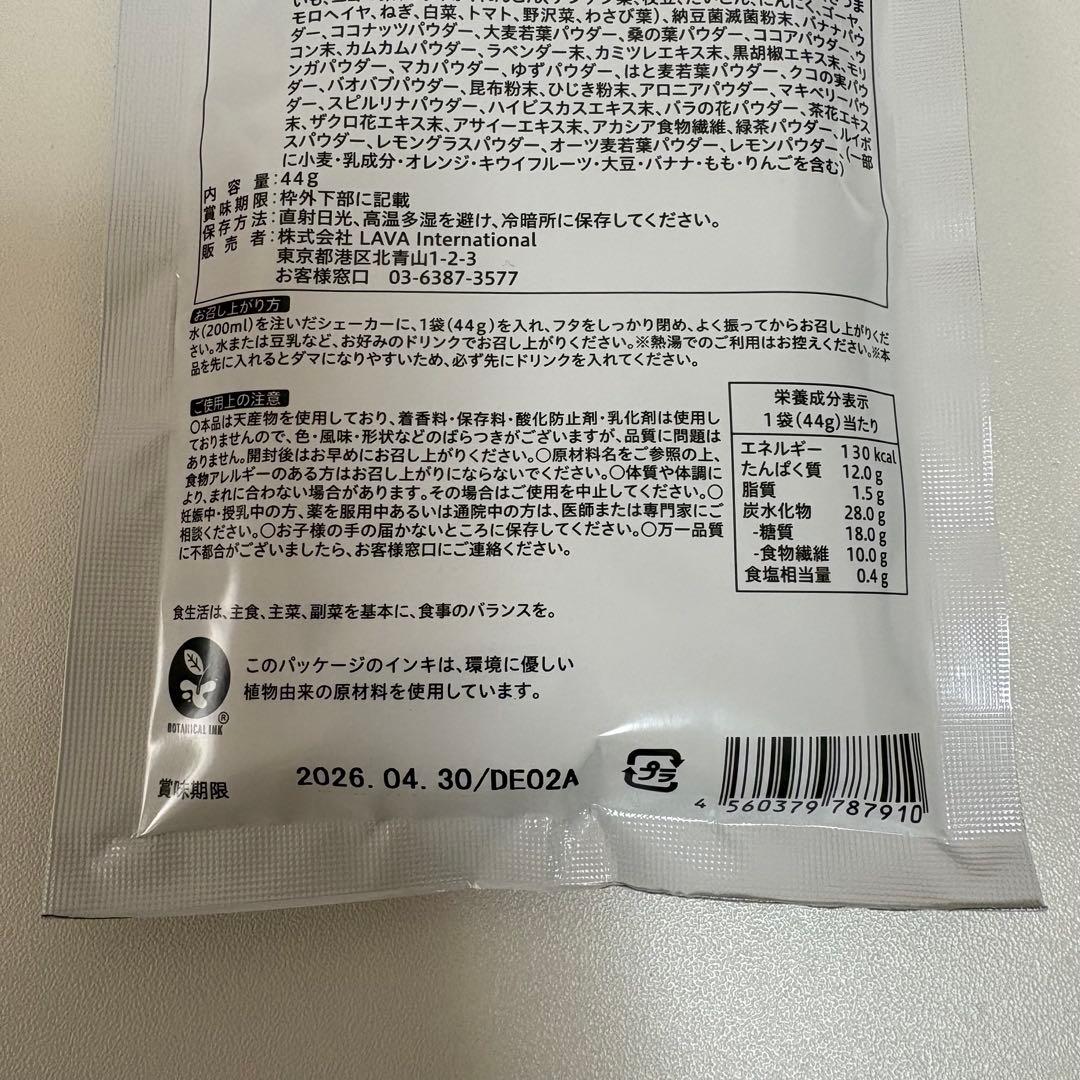 モロヘイヤ、ねぎ、白菜、トマト、野沢菜、わさび葉)、納豆菌滅菌粉末、バナナパウ
ダー、ココナッツパウダー、大麦若葉パウダー、桑の葉パウダー、ココアパウダー、ウ
コン末、カムカムパウダー、ラベンダー末、カミツレエキス末、黒胡椒エキス末、モリ
ンガパウダー、マカパウダー、ゆずパウダー、はと麦若葉パウダー、クコの実パウ
ダー、バオバブパウダー、昆布粉末、ひじき粉末、アロニアパウダー、マキベリーパウ
ダー、スピルリナパウダー、ハイビスカスエキス末、バラの花パウダー、茶花エキス
末、ザクロ花エキス末、アサイーエキス末、アカシア食物繊維、緑茶パウダー、ルイボ
スパウダー、レモングラスパウダー、オーツ麦若葉パウダー、レモンパウダー、(一部
に小麦・乳成分・オレンジ・キウイフルーツ・大豆・バナナ・もも・りんごを含む)
内容量:44g
賞味期限:枠外下部に記載
保存方法:直射日光、高温多湿を避け、冷暗所に保存してください。
販売者:株式会社 LAVA International
東京都港区北青山1-2-3
お客様窓口 03-6387-3577
お召し上がり方
水(200ml)を注いだシェーカーに、1袋(44g)を入れ、フタをしっかり閉め、よく振ってからお召し上がりくだ
さい。水または豆乳など、お好みのドリンクでお召し上がりください。※熱湯でのご利用はお控えください。※本
品を先に入れるとダマになりやすいため、必ず先にドリンクを入れてください。
ご使用上の注意
〇本品は天産物を使用しており、着香料・保存料・酸化防止剤・乳化剤は使用し
ておりませんので、色・風味・形状などのばらつきがございますが、品質に問題は
ありません。開封後はお早めにお召し上がりください。〇原材料名をご参照の上、
食物アレルギーのある方はお召し上がりにならないでください。〇体質や体調に
より、まれに合わない場合があります。その場合はご使用を中止してください。〇
妊娠中・授乳中の方、薬を服用中あるいは通院中の方は、医師または専門家にご
相談ください。〇お子様の手の届かないところに保存してください。〇万一品質
に不都合がございましたら、お客様窓口にご連絡ください。
栄養成分表示
1袋(44g)当たり
エネルギー 130kcal
たんぱく質 12.0g
脂質 1.5g
炭水化物 28.0g
-糖質 18.0g
-食物繊維 10.0g
食塩相当量 0.4g
食生活は、主食、主菜、副菜を基本に、食事のバランスを。
このパッケージのインキは、環境に優しい
植物由来の原材料を使用しています。
BOTANICAL INK ®
賞味期限 2026.04.30/DE02A
プラ
4 560379 787910